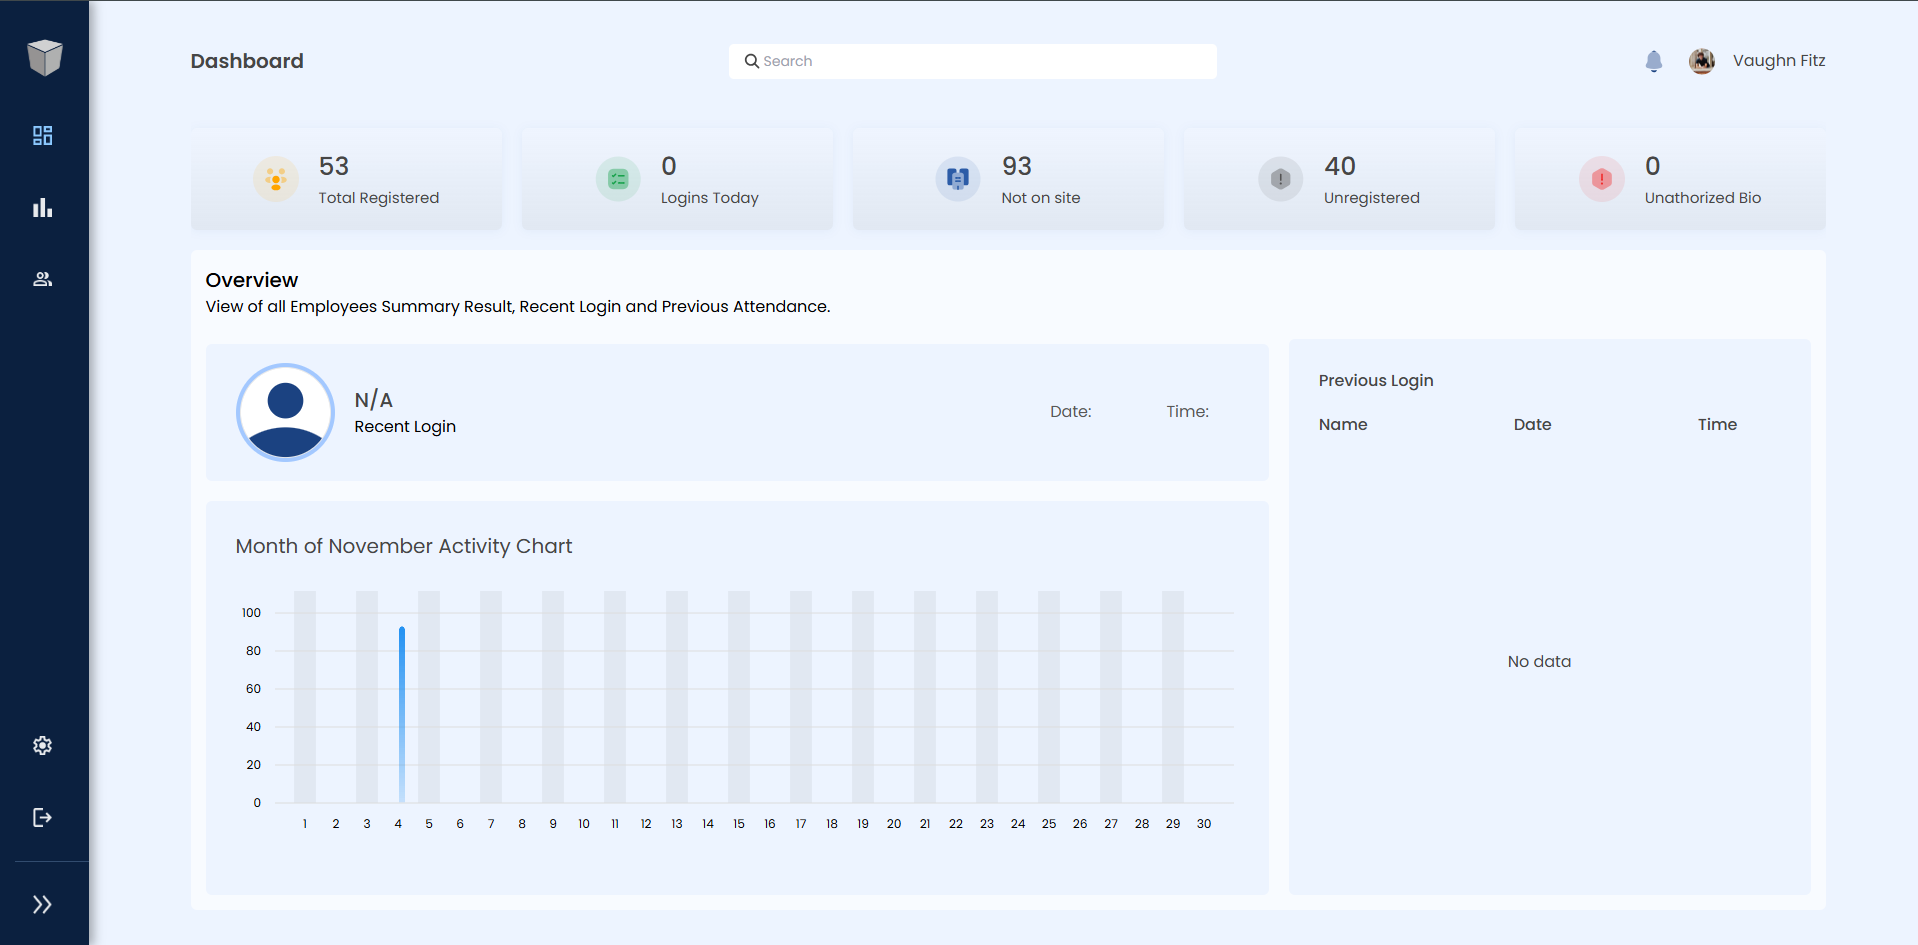 Dashboard
Search
Vaughn Fitz
53
Total Registered
0
Logins Today
93
Not on site
40
Unregistered
0
Unathorized Bio
Overview
View of all Employees Summary Result, Recent Login and Previous Attendance.
N/A
Recent Login
Date:
Time:
Previous Login
Name Date Time
No data
Month of November Activity Chart
100
80
60
40
20
0
1 2 3 4 5 6 7 8 9 10 11 12 13 14 15 16 17 18 19 20 21 22 23 24 25 26 27 28 29 30